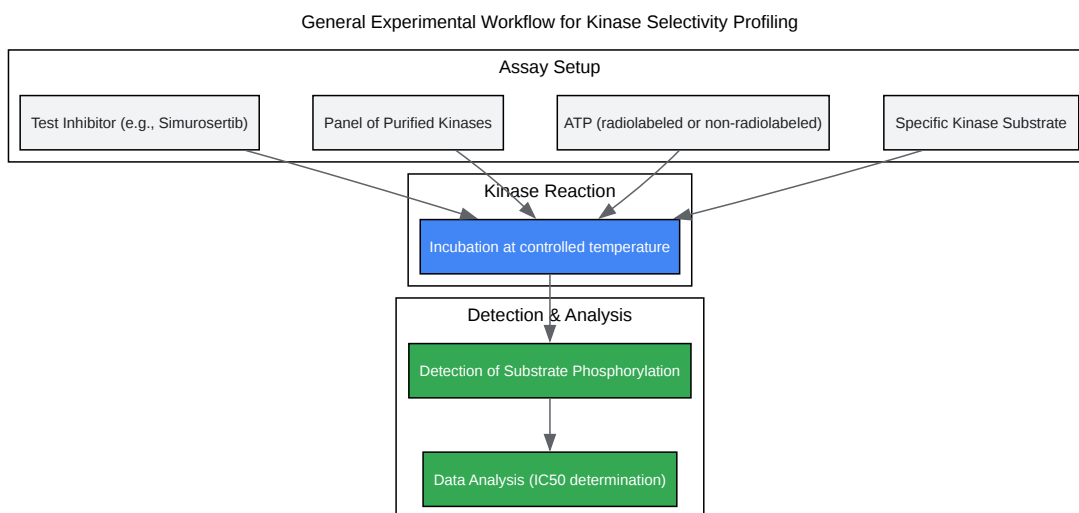 General Experimental Workflow for Kinase Selectivity Profiling
Assay Setup
Test Inhibitor (e.g., Simurosertib)
Panel of Purified Kinases
ATP (radiolabeled or non-radiolabeled)
Specific Kinase Substrate
Kinase Reaction
Incubation at controlled temperature
Detection & Analysis
Detection of Substrate Phosphorylation
Data Analysis (IC50 determination)